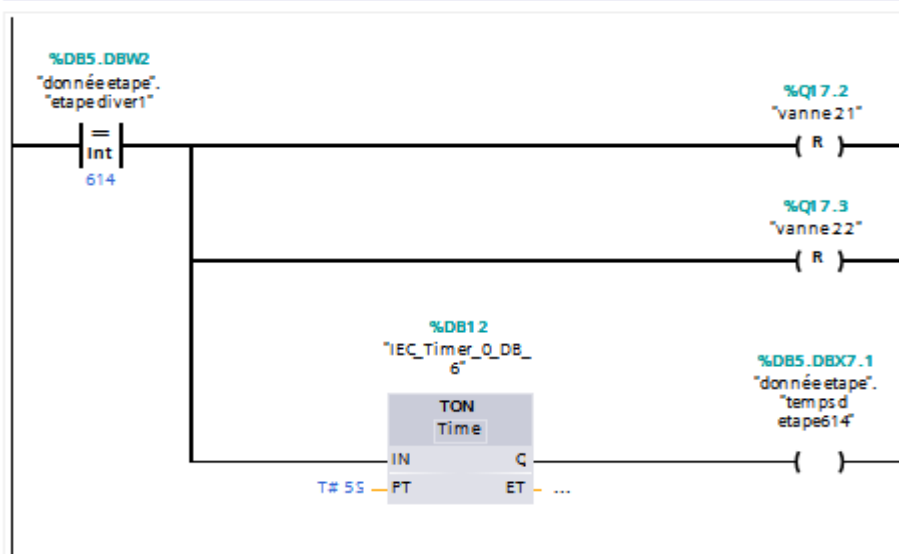 %DB5.DBW2
"donnée etape".
"etape diver1"
==
Int
614
%Q17.2
"vanne 21"
R
%Q17.3
"vanne 22"
R
%DB12
"IEC_Timer_0_DB_
6"
TON
Time
IN Q
T# 5S PT ET ...
%DB5.DBX7.1
"donnée etape".
"temps d
etape614"